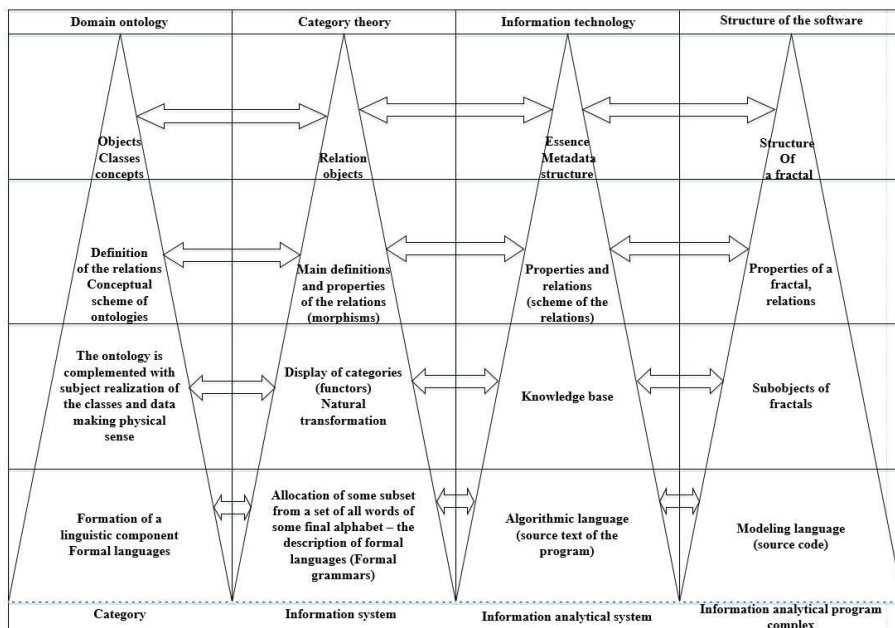 Domain ontology
Category theory
Information technology
Structure of the software
Objects
Classes
concepts
Relation
objects
Essence
Metadata
structure
Structure
Of
a fractal
Definition
of the relations
Conceptual
scheme of
ontologies
Main definitions
and properties
of the relations
(morphisms)
Properties and
relations
(scheme of the
relations)
Properties of a
fractal,
relations
The ontology is
complemented with
subject realization of
the classes and data
making physical
sense
Display of categories
(functors)
Natural
transformation
Knowledge base
Subobjects of
fractals
Formation of a
linguistic component
Formal languages
Allocation of some subset
from a set of all words of
some final alphabet – the
description of formal
languages (Formal
grammars)
Algorithmic language
(source text of the
program)
Modeling language
(source code)
Category
Information system
Information analytical system
Information analytical program
complex